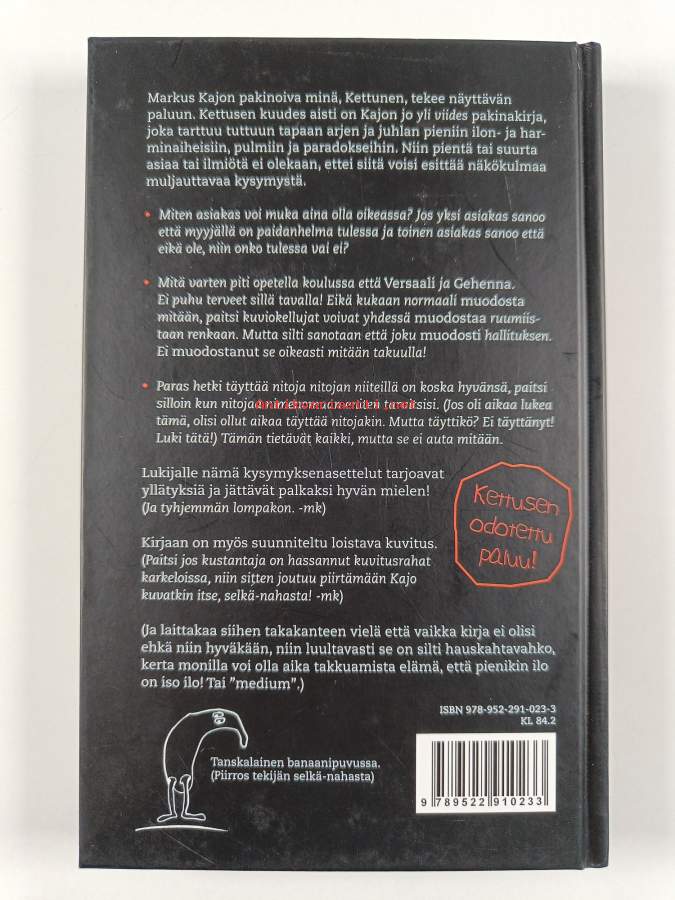 Markus Kajon pakinoiva minä, Kettunen, tekee näyttävän
paluun. Kettusen kuudes aisti on Kajon jo yli viides pakinakirja,
joka tarttuu tuttuun tapaan arjen ja juhlan pieniin ilon- ja har-
minaiheisiin, pulmiin ja paradokseihin. Niin pientä tai suurta
asiaa tai ilmiötä ei olekaan, ettei siitä voisi esittää näkökulmaa
muljauttavaa kysymystä.
• Miten asiakas voi muka aina olla oikeassa? Jos yksi asiakas sanoo
että myyjällä on paidanhelma tulessa ja toinen asiakas sanoo että
eikä ole, niin onko tulessa vai ei?
• Mitä varten piti opetella koulussa että Versaali ja Gehenna.
Ei puhu terveet sillä tavalla! Eikä kukaan normaali muodosta
mitään, paitsi kuviokellujat voivat yhdessä muodostaa ruumiis-
taan renkaan. Mutta silti sanotaan että joku muodosti hallituksen.
Ei muodostanut se oikeasti mitään takuulla!
• Paras hetki täyttää nitoja nitojan niiteillä on koska hyvänsä, paitsi
silloin kun nitojaa tarvitsisi. (Jos oli aikaa lukea
tämä, olisi ollut aikaa täyttää nitojakin. Mutta täyttikö? Ei täyttänyt!
Luki tätä!) Tämän tietävät kaikki, mutta se ei auta mitään.
Lukijalle nämä kysymyksenasettelut tarjoavat
yllätyksiä ja jättävät palkaksi hyvän mielen!
(Ja tyhjemmän lompakon. -mk)
Kettusen
odotettu
paluu!
Kirjaan on myös suunniteltu loistava kuvitus.
(Paitsi jos kustantaja on hassannut kuvitusrahat
karkeloissa, niin sitten joutuu piirtämään Kajo
kuvatkin itse, selkä-nahasta! -mk)
(Ja laittakaa siihen takakanteen vielä että vaikka kirja ei olisi
ehkä niin hyväkään, niin luultavasti se on silti hauskahtavahko,
kerta monilla voi olla aika takkuamista elämä, että pienikin ilo
on iso ilo! Tai ”medium”.)
ISBN 978-952-291-023-3
KL 84.2
Tanskalainen banaanipuvussa.
(Piirros tekijän selkä-nahasta)
9 789522 910233